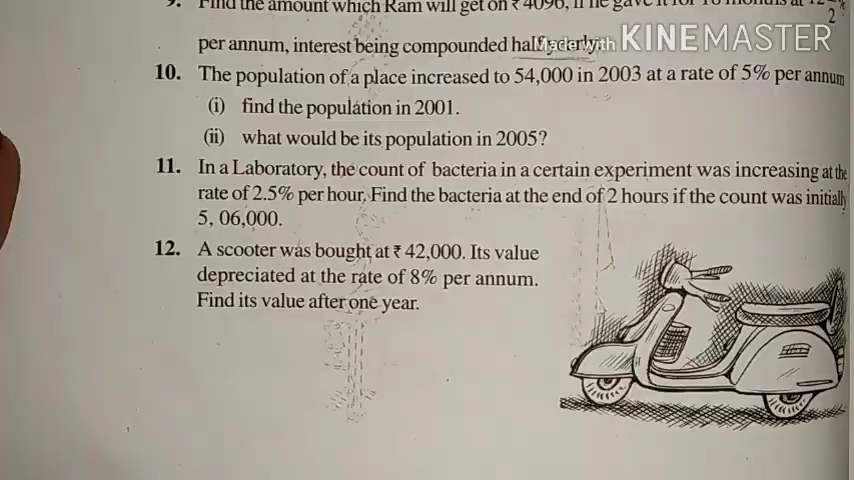 9. Find the amount which Ram will get on ₹ 4096, if he gave it for 18 months at 12
2
per annum, interest being compounded half yearly.
Made with KINEMASTER
10. The population of a place increased to 54,000 in 2003 at a rate of 5% per annum
(i) find the population in 2001.
(ii) what would be its population in 2005?
11. In a Laboratory, the count of bacteria in a certain experiment was increasing at the
rate of 2.5% per hour. Find the bacteria at the end of 2 hours if the count was initially
5, 06,000.
12. A scooter was bought at ₹ 42,000. Its value
depreciated at the rate of 8% per annum.
Find its value after one year.